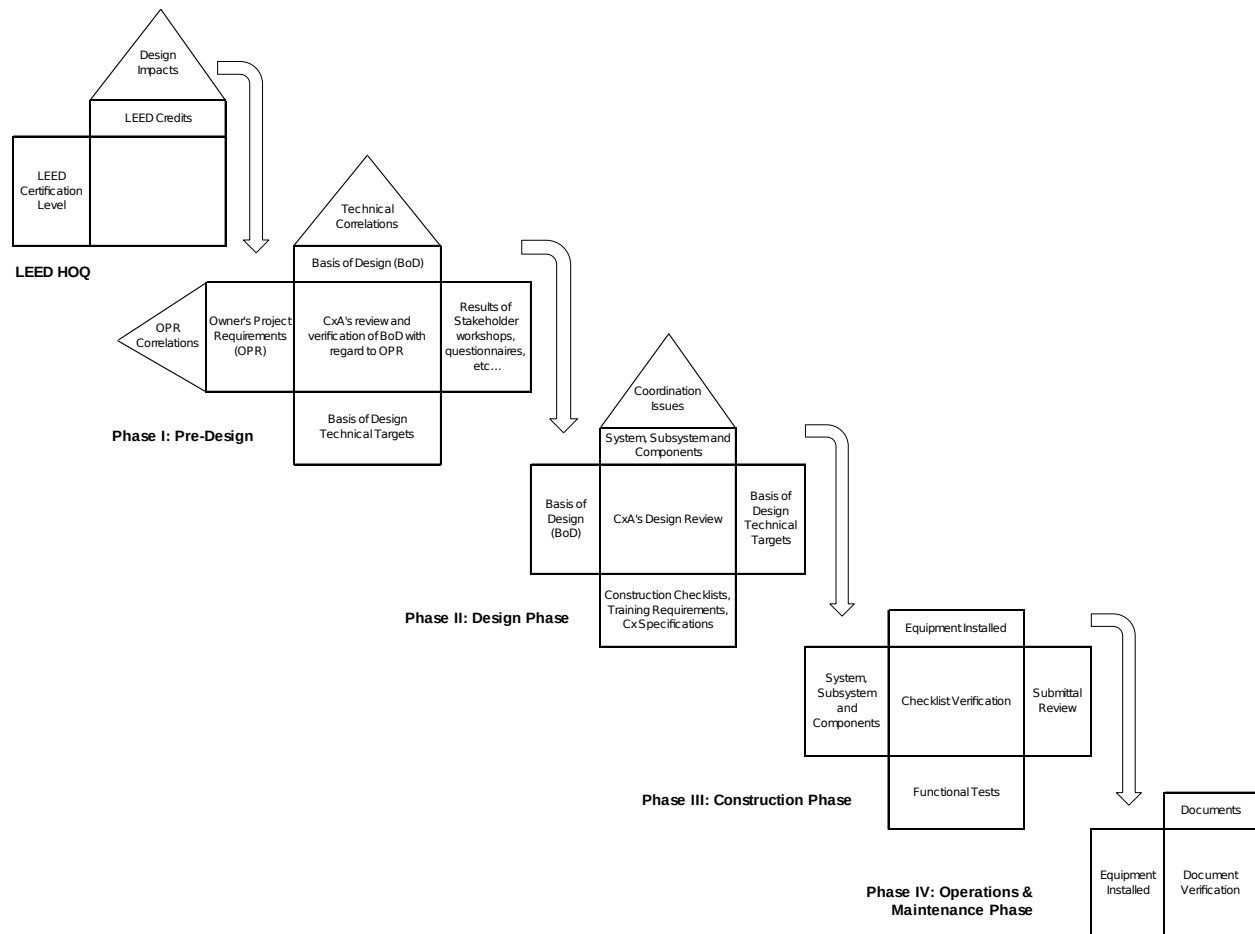 Design
Impacts
LEED Credits
LEED
Certification
Level
LEED HOQ
Technical
Correlations
Basis of Design (BoD)
OPR
Correlations
Owner's Project
Requirements
(OPR)
CxA's review and
verification of BoD with
regard to OPR
Results of
Stakeholder
workshops,
questionnaires,
etc...
Basis of Design
Technical Targets
Phase I: Pre-Design
Coordination
Issues
System, Subsystem and
Components
Basis of
Design
(BoD)
CxA's Design Review
Basis of
Design
Technical
Targets
Construction Checklists,
Training Requirements,
Cx Specifications
Phase II: Design Phase
Equipment Installed
System,
Subsystem
and
Components
Checklist Verification
Submittal
Review
Functional Tests
Phase III: Construction Phase
Documents
Equipment
Installed
Document
Verification
Phase IV: Operations &
Maintenance Phase